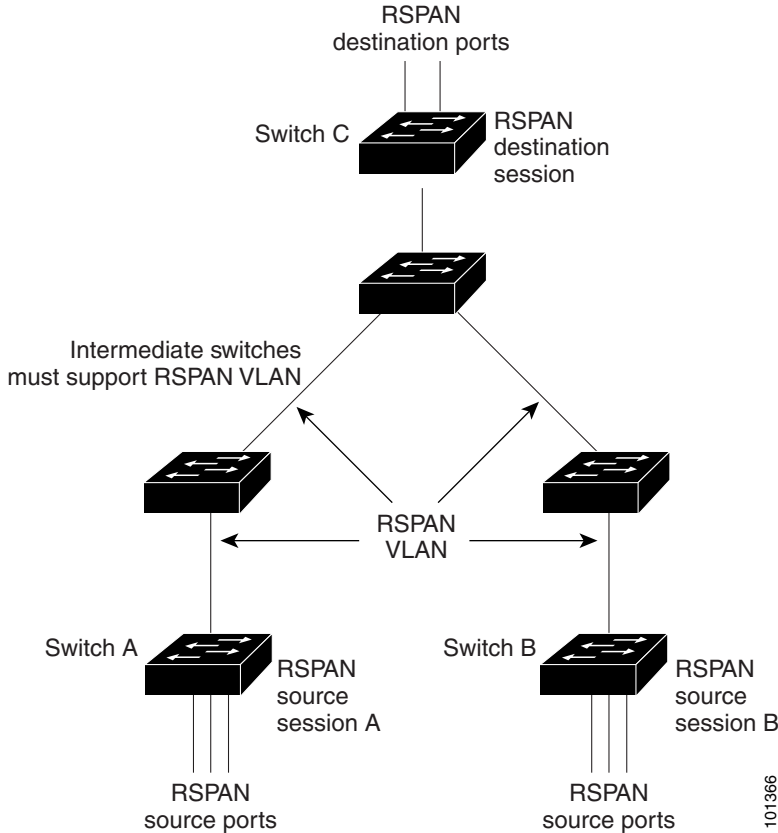 RSPAN
destination ports
Switch C
RSPAN
destination
session
Intermediate switches
must support RSPAN VLAN
RSPAN
VLAN
Switch A
RSPAN
source
session A
Switch B
RSPAN
source
session B
RSPAN
source ports
RSPAN
source ports
101366